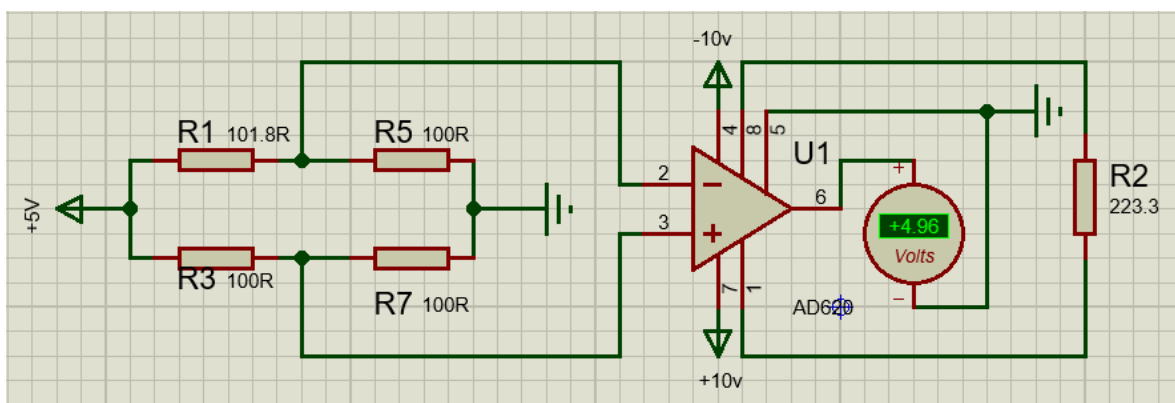 -10v
R1 101.8R
R5 100R
4
8
5
U1
2
+
R2
223.3
+5V
−
6
+4.96
Volts
3
+
R3 100R
R7 100R
7
1
−
AD620
+10v